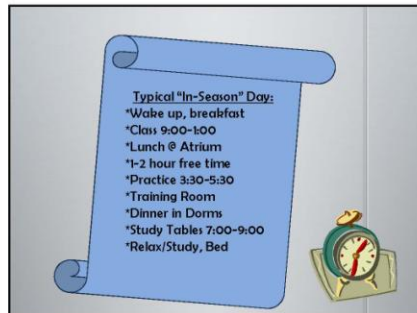 Typical "In-Season" Day:
*Wake up, breakfast
*Class 9:00-1:00
*Lunch @ Atrium
*1-2 hour free time
*Practice 3:30-5:30
*Training Room
*Dinner in Dorms
*Study Tables 7:00-9:00
*Relax/Study, Bed